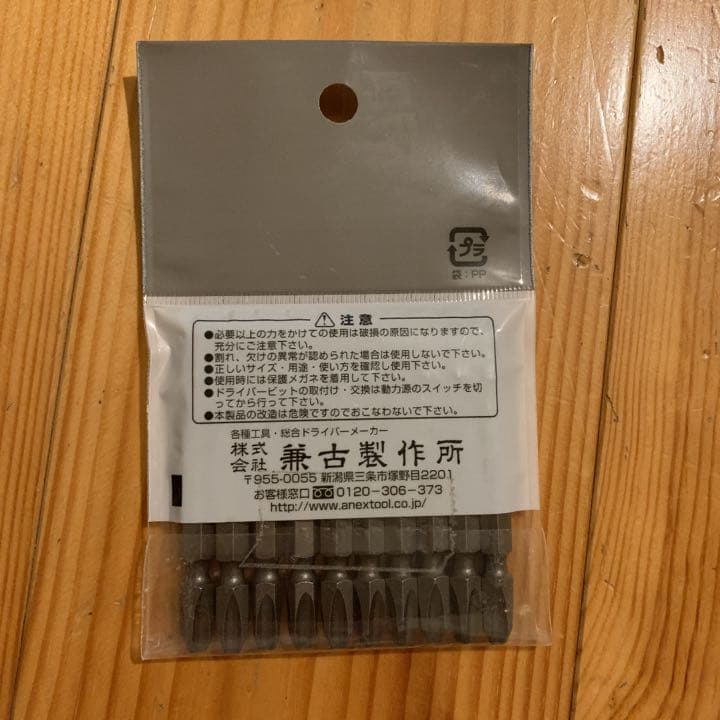 プラ
袋:PP
注意
●必要以上の力をかけての使用は破損の原因になりますので、
充分にご注意下さい。
●割れ、欠けの異常が認められた場合は使用しないで下さい。
●正しいサイズ・用途・使い方を確認し使用下さい。
●使用時には保護メガネを着用して下さい。
●ドライバービットの取付け・交換は動力源のスイッチを切
ってから行って下さい。
●本製品の改造は危険ですのでおこなわないで下さい。
各種工具・総合ドライバーメーカー
株式会社 兼古製作所
〒955-0055 新潟県三条市塚野目2201
お客様窓口 0120-306-373
http://www.anextool.co.jp/